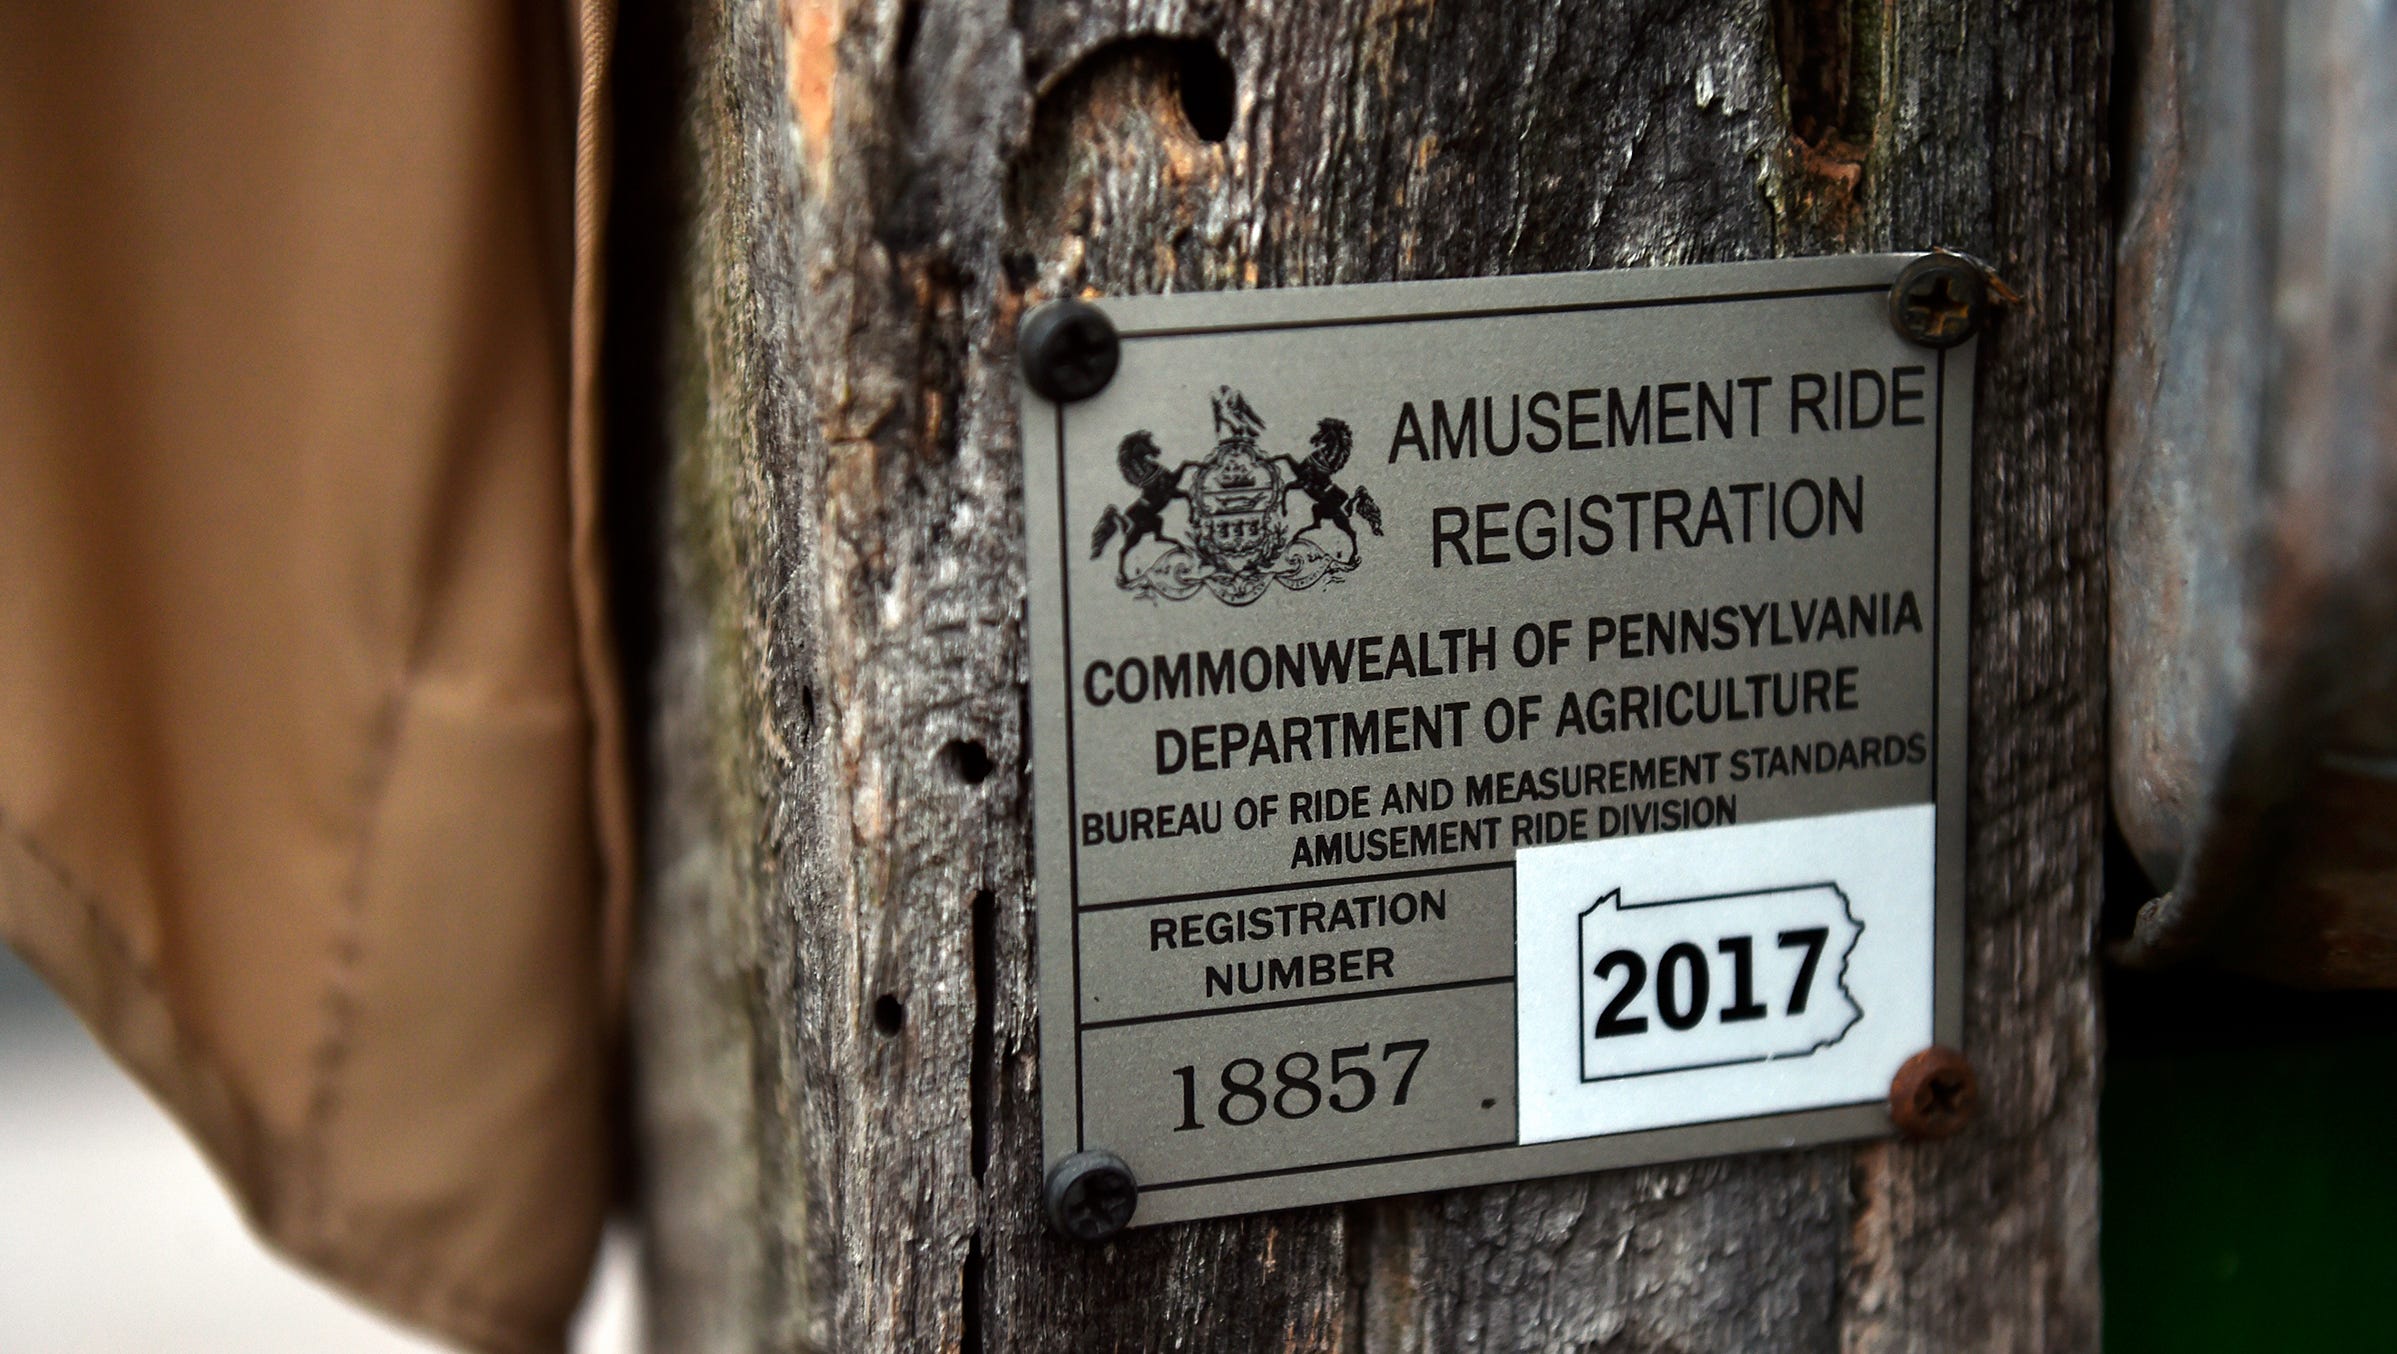 AMUSEMENT RIDE
REGISTRATION
COMMONWEALTH OF PENNSYLVANIA
DEPARTMENT OF AGRICULTURE
BUREAU OF RIDE AND MEASUREMENT STANDARDS
AMUSEMENT RIDE DIVISION
REGISTRATION
NUMBER
18857
2017